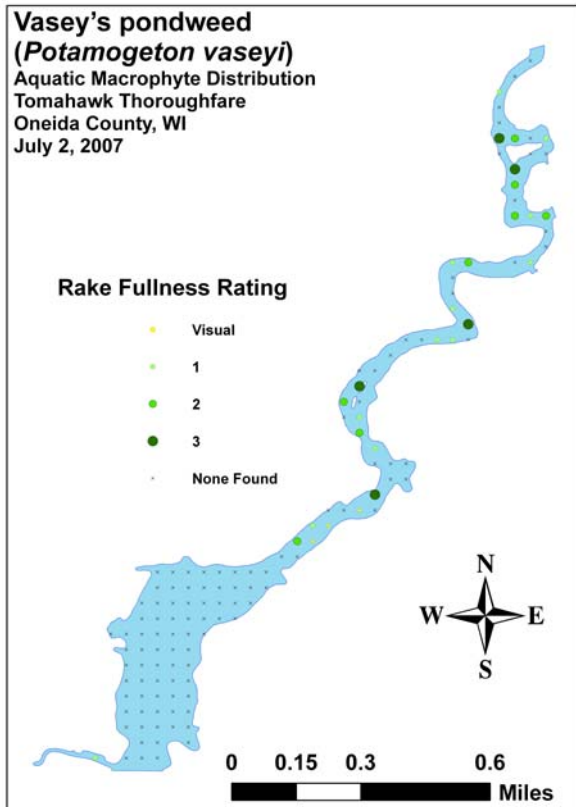 Vasey's pondweed
(Potamogeton vaseyi)
Aquatic Macrophyte Distribution
Tomahawk Thoroughfare
Oneida County, WI
July 2, 2007
Rake Fullness Rating
Visual
1
2
3
None Found
N
W E
S
0 0.15 0.3 0.6
Miles